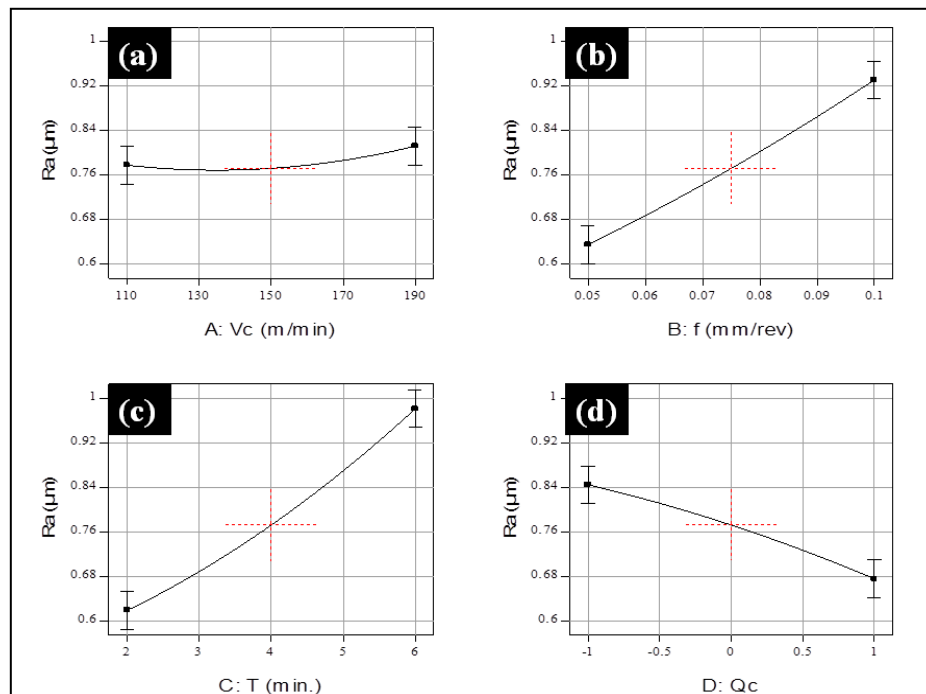 (a)
1
0.92
0.84
0.76
0.68
0.6
Ra(µm)
110 130 150 170 190
A: Vc (m/min)
(b)
1
0.92
0.84
0.76
0.68
0.6
Ra(µm)
0.05 0.06 0.07 0.08 0.09 0.1
B: f (mm/rev)
(c)
1
0.92
0.84
0.76
0.68
0.6
Ra(µm)
2 3 4 5 6
C: T (min.)
(d)
1
0.92
0.84
0.76
0.68
0.6
Ra(µm)
-1 -0.5 0 0.5 1
D: Qc